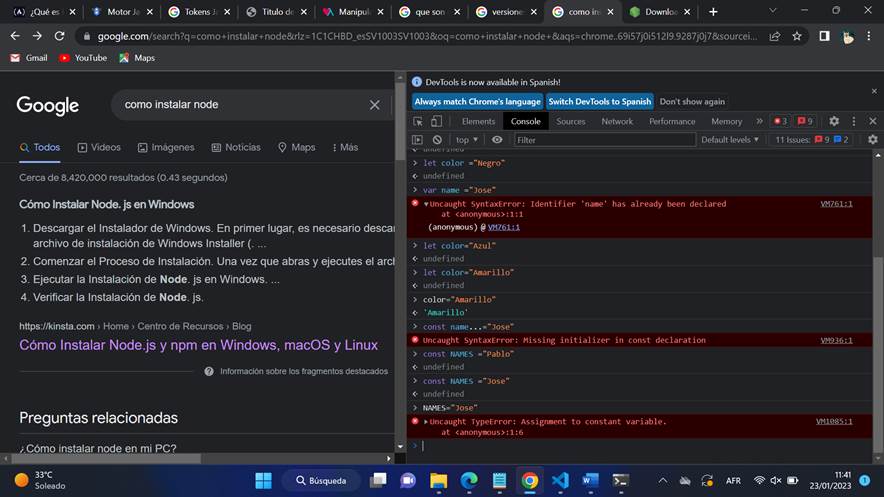 ¿Qué es l
Motor Ja
Tokens Ja
Titulo de
Manipula
que son
versione
como ins
Downloa
google.com/search?q=como+instalar+node&rlz=1C1CHBD_esSV1003SV1003&oq=como+instalar+node+&aqs=chrome..69i57j0i512l9.9287j0j7&sourcei...
Gmail
YouTube
Maps
Google
como instalar node
Todos
Videos
Imágenes
Noticias
Maps
Más
Cerca de 8,420,000 resultados (0.43 segundos)
Cómo Instalar Node. js en Windows
1. Descargar el Instalador de Windows. En primer lugar, es necesario descar
archivo de instalación de Windows Installer (. ...
2. Comenzar el Proceso de Instalación. Una vez que abras y ejecutes el arch
3. Ejecutar la Instalación de Node. js en Windows. ...
4. Verificar la Instalación de Node. js.
https://kinsta.com › Home › Centro de Recursos › Blog
Cómo Instalar Node.js y npm en Windows, macOS y Linux
Información sobre los fragmentos destacados
Preguntas relacionadas
¿Cómo instalar node en mi PC?
DevTools is now available in Spanish!
Always match Chrome's language
Switch DevTools to Spanish
Don't show again
Elements
Console
Sources
Network
Performance
Memory
3
9
top
Filter
Default levels
11 Issues:
9
2
undefined
let color ="Negro"
undefined
var name ="Jose"
Uncaught SyntaxError: Identifier 'name' has already been declared VM761:1
at <anonymous>:1:1
(anonymous) @ VM761:1
let color="Azul"
undefined
let color="Amarillo"
undefined
color="Amarillo"
'Amarillo'
const name...="Jose"
Uncaught SyntaxError: Missing initializer in const declaration VM936:1
const NAMES ="Pablo"
undefined
const NAMES ="Jose"
undefined
NAMES="Jose"
Uncaught TypeError: Assignment to constant variable. VM1085:1
at <anonymous>:1:6
33°C
Soleado
Búsqueda
AFR
11:41
23/01/2023
1